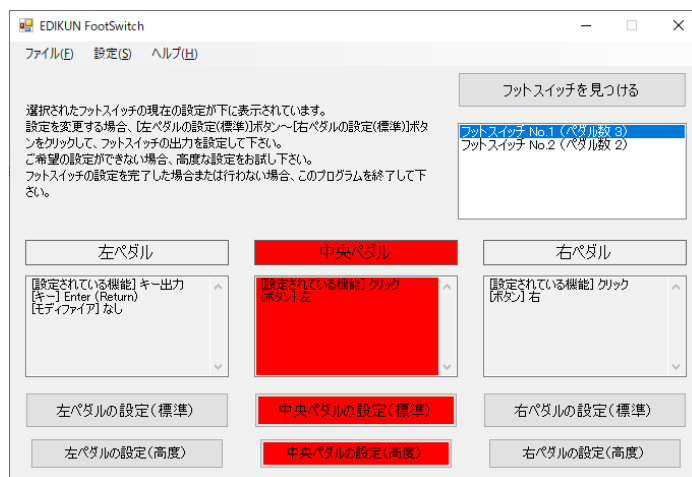 EDIKUN FootSwitch
ファイル(F) 設定(S) ヘルプ(H)
フットスイッチを見つける
選択されたフットスイッチの現在の設定が下に表示されています。
設定を変更する場合、[左ペダルの設定(標準)]ボタン～[右ペダルの設定(標準)]ボタ
ンをクリックして、フットスイッチの出力を設定して下さい。
ご希望の設定ができない場合、高度な設定をお試し下さい。
フットスイッチの設定を完了した場合または行わない場合、このプログラムを終了して下
さい。
フットスイッチ No.1 (ペダル数 3)
フットスイッチ No.2 (ペダル数 2)
左ペダル
中央ペダル
右ペダル
[設定されている機能] キー出力
[キー] Enter (Return)
[モディファイア] なし
[設定されている機能] クリック
[ボタン] 左
[設定されている機能] クリック
[ボタン] 右
左ペダルの設定(標準)
中央ペダルの設定(標準)
右ペダルの設定(標準)
左ペダルの設定(高度)
中央ペダルの設定(高度)
右ペダルの設定(高度)